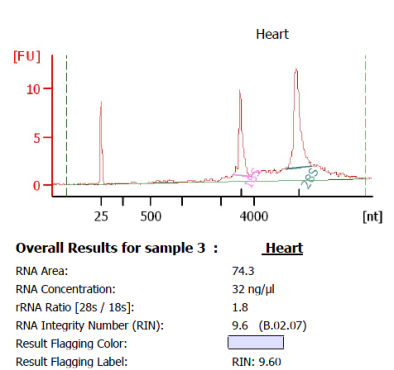 Heart
[FU]
10
5
0
18S
28S
25 500 4000 [nt]
Overall Results for sample 3 : Heart
RNA Area: 74.3
RNA Concentration: 32 ng/µl
rRNA Ratio [28s / 18s]: 1.8
RNA Integrity Number (RIN): 9.6 (B.02.07)
Result Flagging Color:
Result Flagging Label: RIN: 9.60